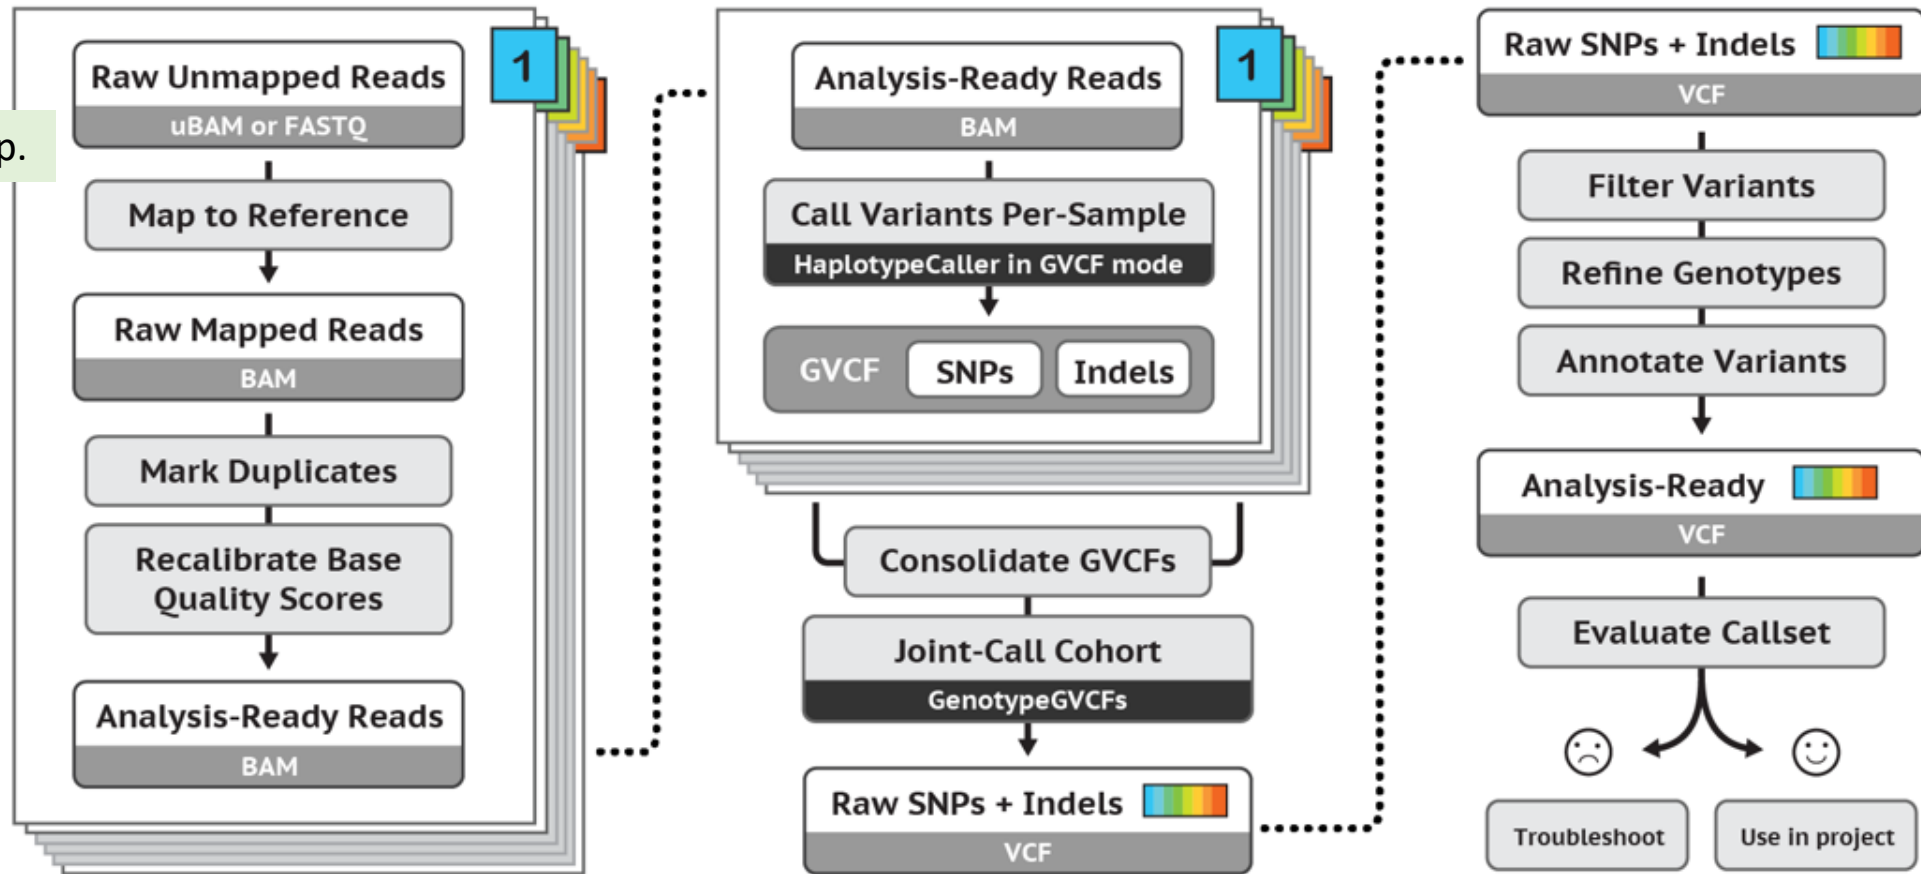 Raw Unmapped Reads
uBAM or FASTQ
p.
1
Map to Reference
Raw Mapped Reads
BAM
Mark Duplicates
Recalibrate Base
Quality Scores
Analysis-Ready Reads
BAM
Analysis-Ready Reads
BAM
1
Call Variants Per-Sample
HaplotypeCaller in GVCF mode
GVCF SNPs Indels
Consolidate GVCFs
Joint-Call Cohort
GenotypeGVCFs
Raw SNPs + Indels
VCF
Raw SNPs + Indels
VCF
Filter Variants
Refine Genotypes
Annotate Variants
Analysis-Ready
VCF
Evaluate Callset
Troubleshoot
Use in project